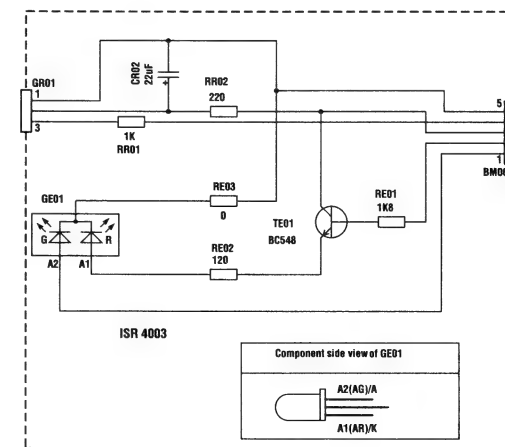 GR01
1
3
CR02
22uF
+
RR02
220
1K
RR01
5
1
BM06
RE03
0
GE01
G
R
A2
A1
TE01
BC548
RE01
1K8
RE02
120
ISR 4003
Component side view of GE01
A2(AG)/A
A1(AR)/K